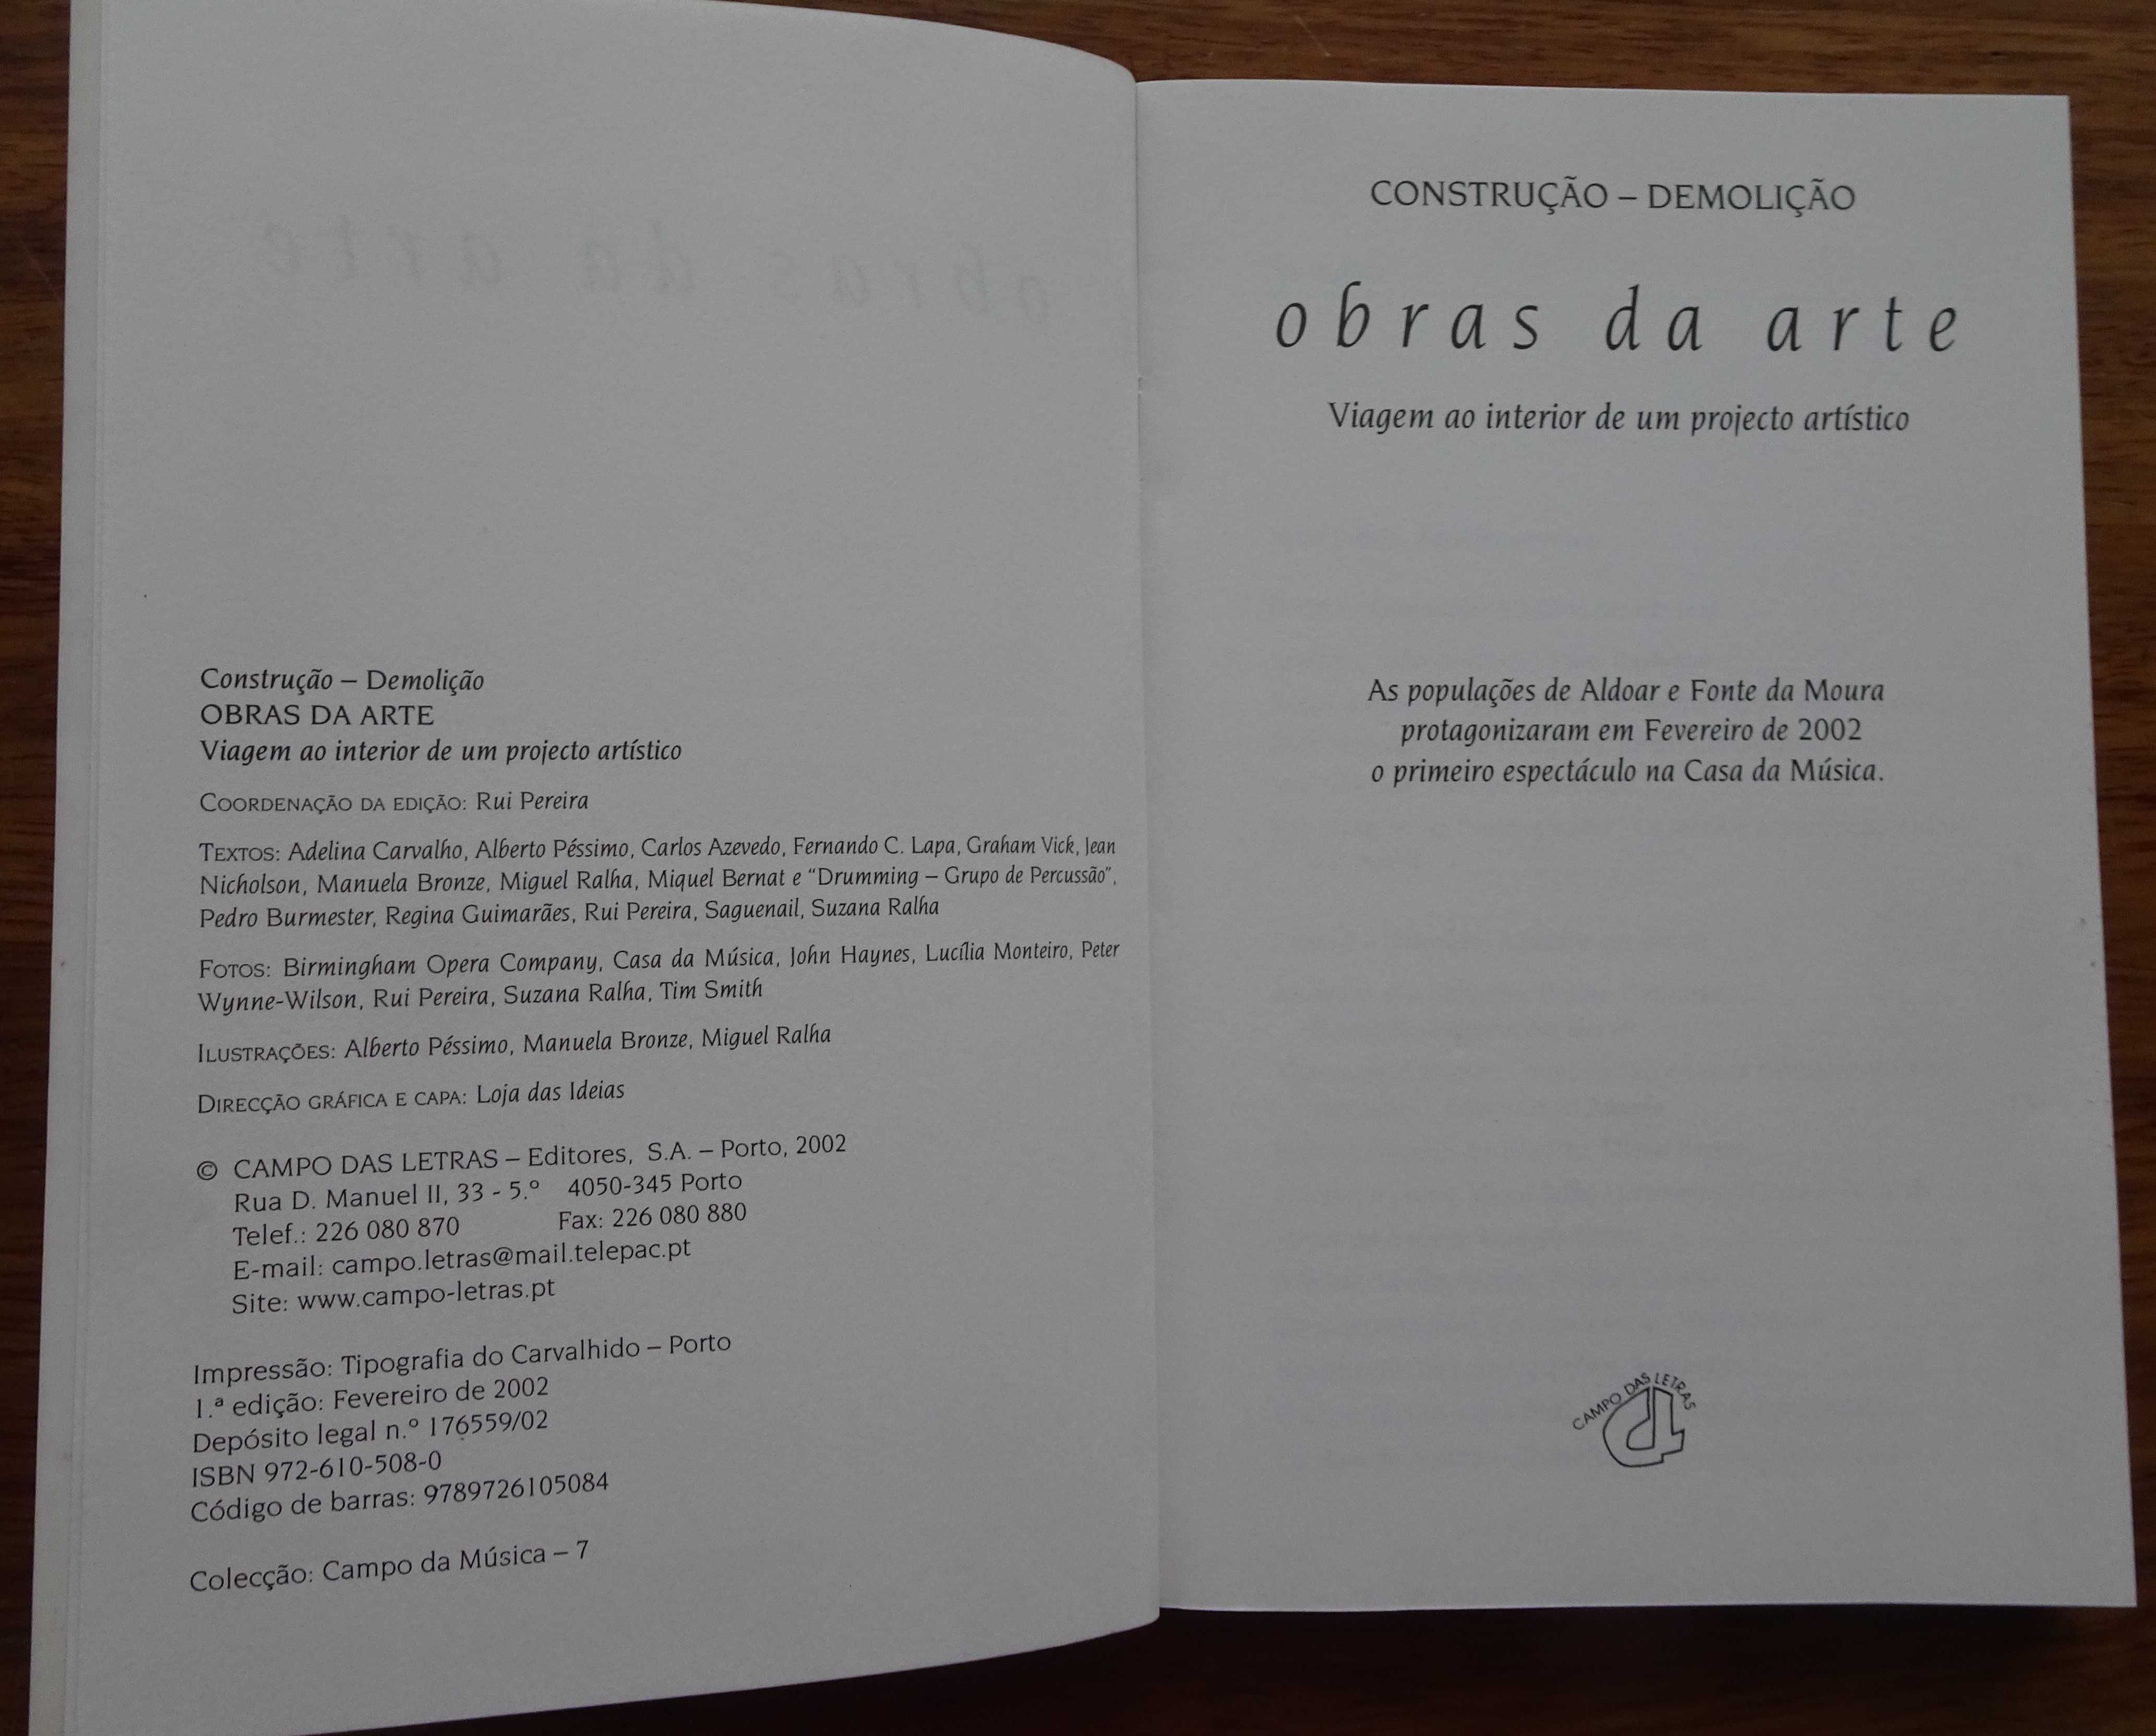 obras da arte
Construção – Demolição
OBRAS DA ARTE
Viagem ao interior de um projecto artístico
COORDENAÇÃO DA EDIÇÃO: Rui Pereira
TEXTOS: Adelina Carvalho, Alberto Péssimo, Carlos Azevedo, Fernando C. Lapa, Graham Vick, Jean
Nicholson, Manuela Bronze, Miguel Ralha, Miquel Bernat e “Drumming – Grupo de Percussão”,
Pedro Burmester, Regina Guimarães, Rui Pereira, Saguenail, Suzana Ralha
FOTOS: Birmingham Opera Company, Casa da Música, John Haynes, Lucília Monteiro, Peter
Wynne-Wilson, Rui Pereira, Suzana Ralha, Tim Smith
ILUSTRAÇÕES: Alberto Péssimo, Manuela Bronze, Miguel Ralha
DIRECÇÃO GRÁFICA E CAPA: Loja das Ideias
© CAMPO DAS LETRAS – Editores, S.A. – Porto, 2002
Rua D. Manuel II, 33 - 5.º 4050-345 Porto
Telef.: 226 080 870 Fax: 226 080 880
E-mail: campo.letras@mail.telepac.pt
Site: www.campo-letras.pt
Impressão: Tipografia do Carvalhido – Porto
1.ª edição: Fevereiro de 2002
Depósito legal n.º 176559/02
ISBN 972-610-508-0
Código de barras: 9789726105084
Colecção: Campo da Música – 7
CONSTRUÇÃO – DEMOLIÇÃO
obras da arte
Viagem ao interior de um projecto artístico
As populações de Aldoar e Fonte da Moura
protagonizaram em Fevereiro de 2002
o primeiro espectáculo na Casa da Música.
CAMPO DAS LETRAS